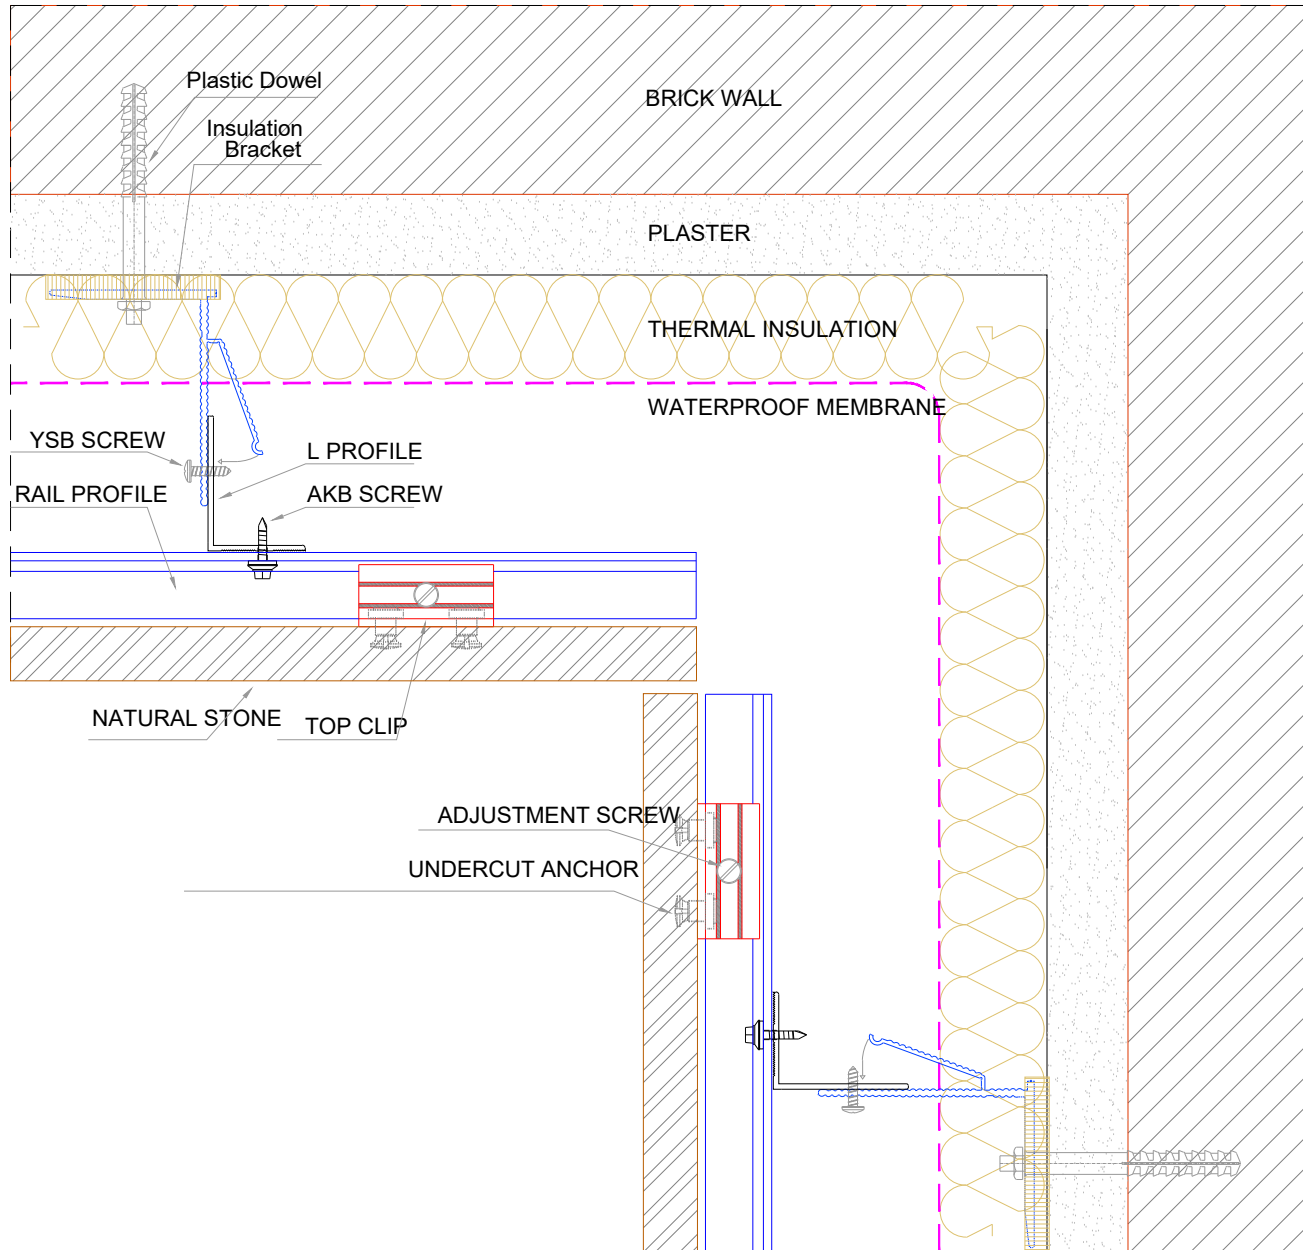 Plastic Dowel
BRICK WALL
Insulation
Bracket
PLASTER
THERMAL INSULATION
WATERPROOF MEMBRANE
YSB SCREW
L PROFILE
RAIL PROFILE
AKB SCREW
NATURAL STONE
TOP CLIP
ADJUSTMENT SCREW
UNDERCUT ANCHOR